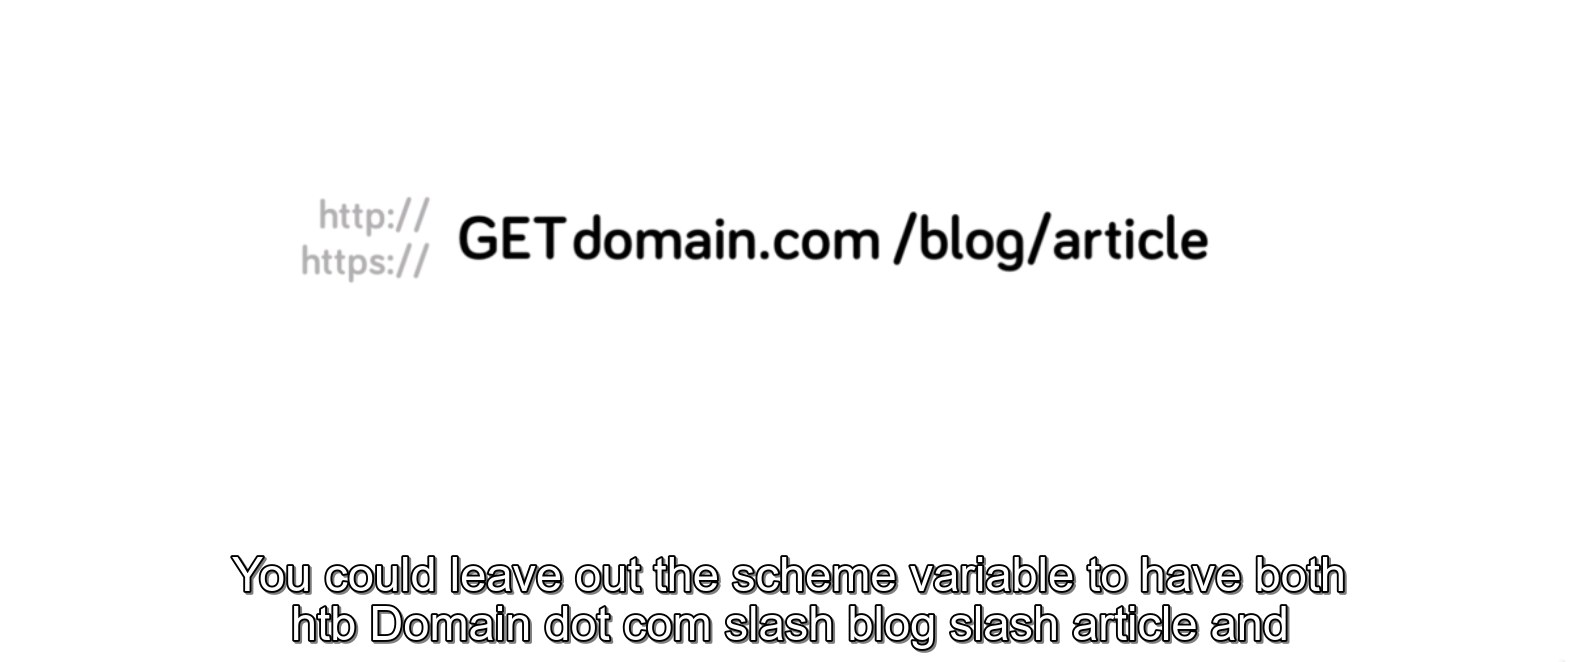 http://
https://
GET domain.com /blog/article
You could leave out the scheme variable to have both
htb Domain dot com slash blog slash article and